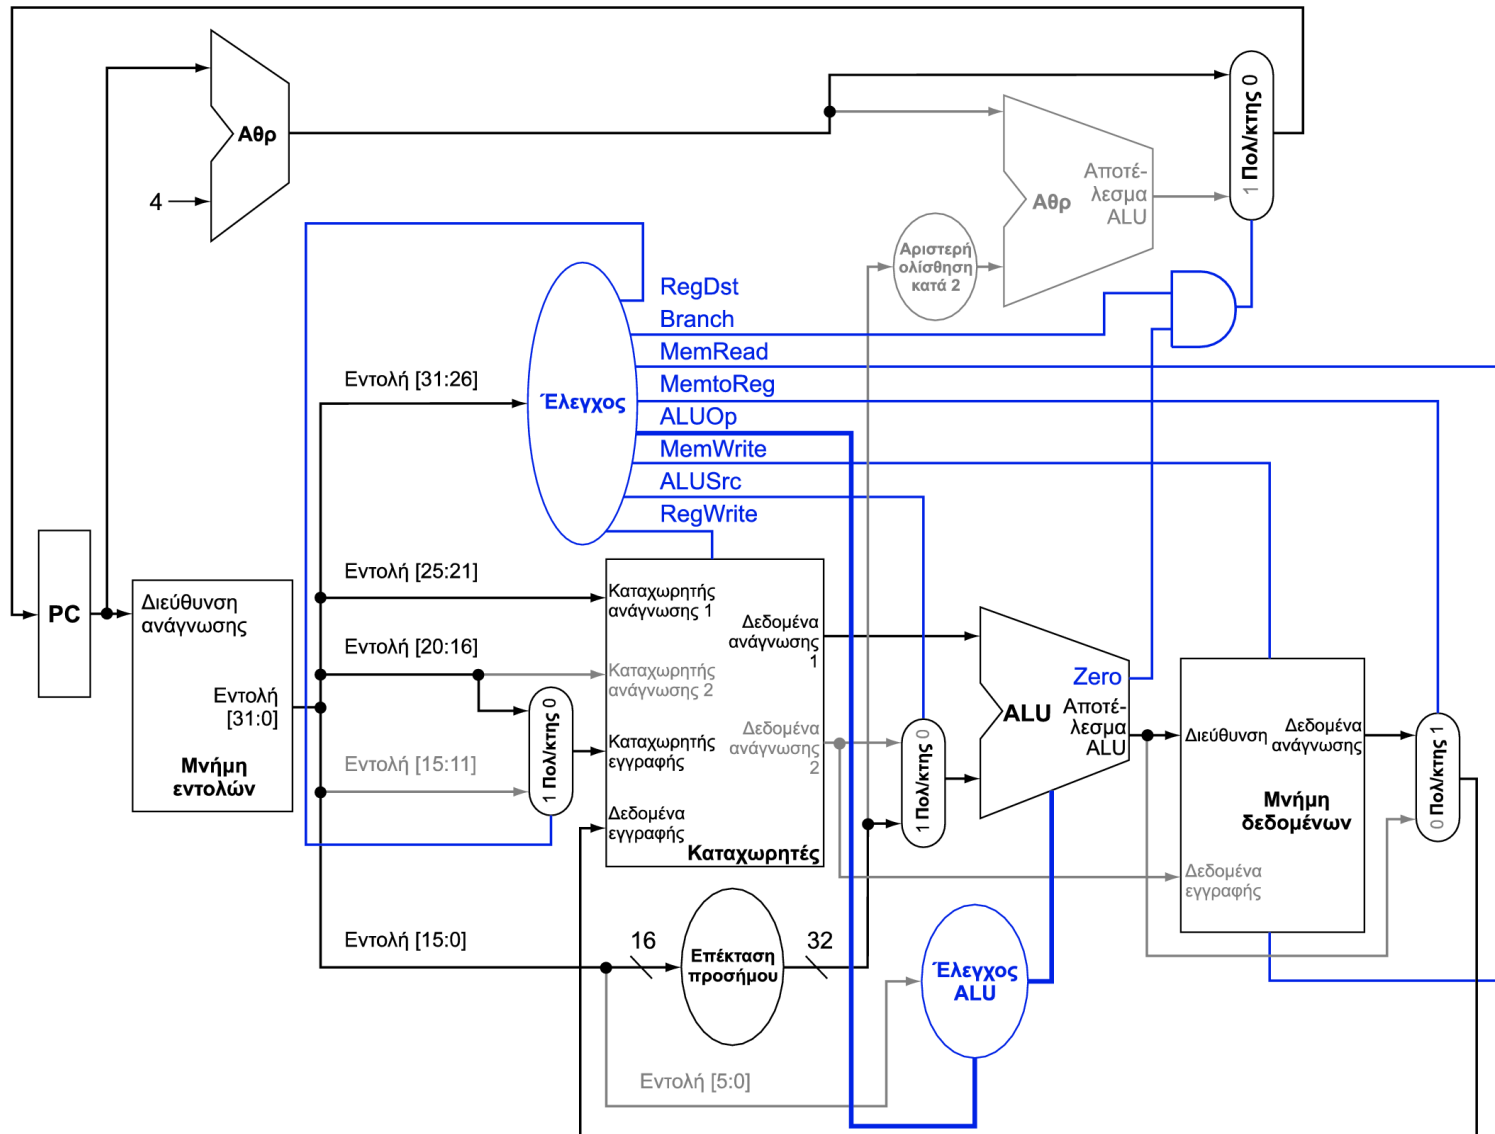 Αθρ
4
0
Πολ/κτης
1
Αποτέ-
λεσμα
ALU
Αθρ
Αριστερή
ολίσθηση
κατά 2
RegDst
Branch
MemRead
MemtoReg
ALUOp
MemWrite
ALUSrc
RegWrite
Έλεγχος
Εντολή [31:26]
Εντολή [25:21]
Εντολή [20:16]
Εντολή [15:11]
Εντολή [15:0]
PC
Διεύθυνση
ανάγνωσης
Εντολή
[31:0]
Μνήμη
εντολών
1 Πολ/κτης 0
Καταχωρητής
ανάγνωσης 1
Καταχωρητής
ανάγνωσης 2
Καταχωρητής
εγγραφής
Δεδομένα
εγγραφής
Δεδομένα
ανάγνωσης
1
Δεδομένα
ανάγνωσης
2
Καταχωρητές
1 Πολ/κτης 0
ALU
Zero
Αποτέ-
λεσμα
ALU
Διεύθυνση
Δεδομένα
ανάγνωσης
Μνήμη
δεδομένων
Δεδομένα
εγγραφής
0 Πολ/κτης 1
16
Επέκταση
προσήμου
32
Έλεγχος
ALU
Εντολή [5:0]